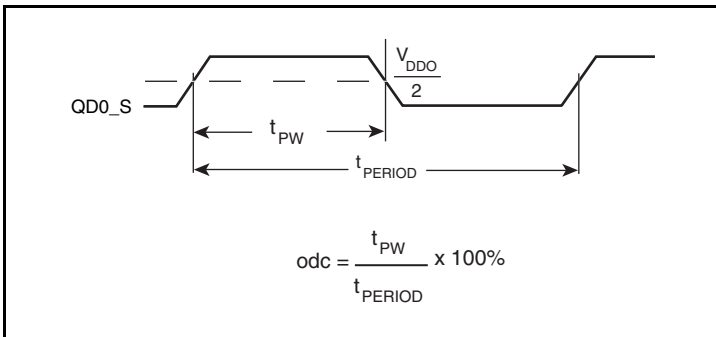 V_DDO
2
QD0_S
t_PW
t_PERIOD
odc = t_PW / t_PERIOD x 100%